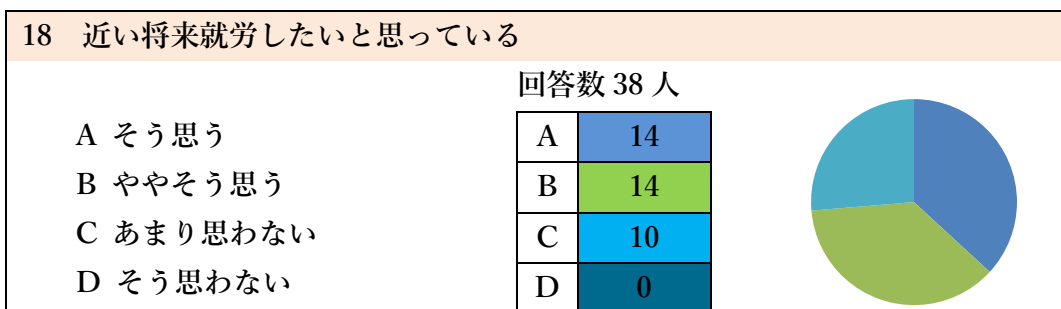 18 近い将来就労したいと思っている
回答数 38 人
A そう思う
B ややそう思う
C あまり思わない
D そう思わない
A 14
B 14
C 10
D 0